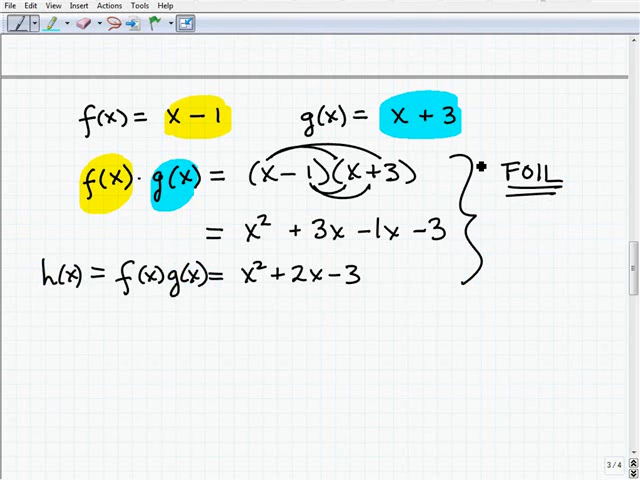 File Edit View Insert Actions Tools Help
f(x) = x − 1 g(x) = x + 3
f(x) · g(x) = (x − 1)(x + 3) FOIL
= x² + 3x − 1x − 3
h(x) = f(x)g(x) = x² + 2x − 3
3 / 4